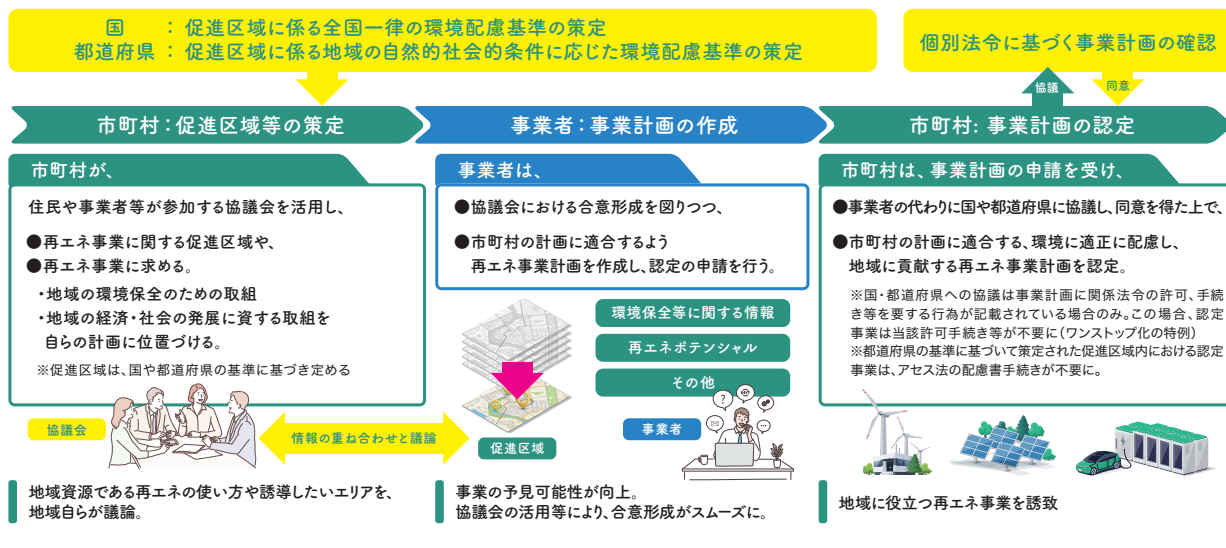 国　：促進区域に係る全国一律の環境配慮基準の策定
都道府県：促進区域に係る地域の自然的社会的条件に応じた環境配慮基準の策定
個別法令に基づく事業計画の確認
協議
同意
市町村：促進区域等の策定
事業者：事業計画の作成
市町村：事業計画の認定
市町村が、
住民や事業者等が参加する協議会を活用し、
●再エネ事業に関する促進区域や、
●再エネ事業に求める。
・地域の環境保全のための取組
・地域の経済・社会の発展に資する取組を
自らの計画に位置づける。
※促進区域は、国や都道府県の基準に基づき定める
事業者は、
●協議会における合意形成を図りつつ、
●市町村の計画に適合するよう
再エネ事業計画を作成し、認定の申請を行う。
市町村は、事業計画の申請を受け、
●事業者の代わりに国や都道府県に協議し、同意を得た上で、
●市町村の計画に適合する、環境に適正に配慮し、
地域に貢献する再エネ事業計画を認定。
※国・都道府県への協議は事業計画に関係法令の許可、手続
き等を要する行為が記載されている場合のみ。この場合、認定
事業は当該許可手続き等が不要に(ワンストップ化の特例)
※都道府県の基準に基づいて策定された促進区域内における認定
事業は、アセス法の配慮書手続きが不要に。
環境保全等に関する情報
再エネポテンシャル
その他
協議会
情報の重ね合わせと議論
促進区域
事業者
?
…
地域資源である再エネの使い方や誘導したいエリアを、
地域自らが議論。
事業の予見可能性が向上。
協議会の活用等により、合意形成がスムーズに。
地域に役立つ再エネ事業を誘致